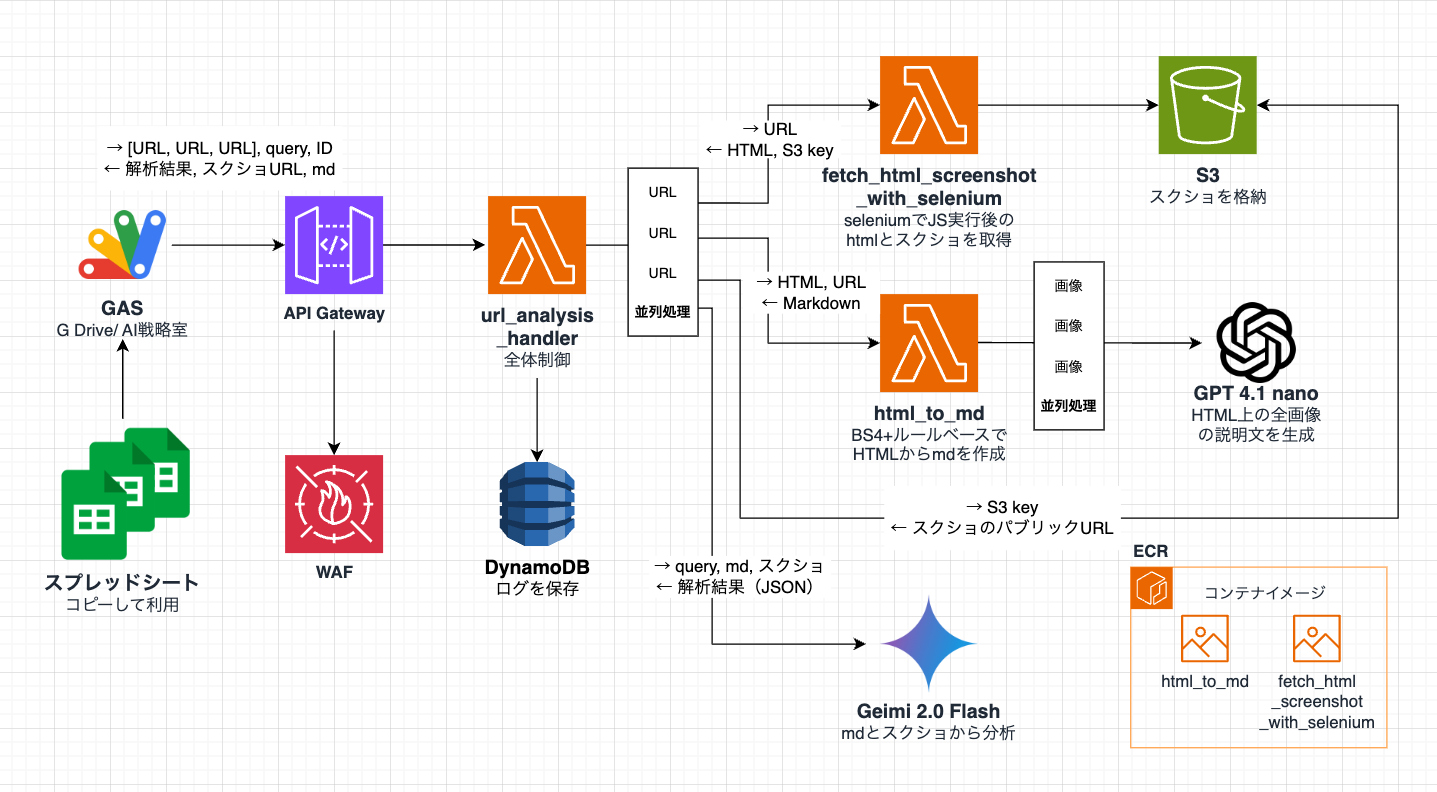 → [URL, URL, URL], query, ID
← 解析結果, スクショURL, md
GAS
G Drive/ AI戦略室
スプレッドシート
コピーして利用
</>
API Gateway
WAF
url_analysis
_handler
全体制御
DynamoDB
ログを保存
URL
URL
URL
並列処理
→ URL
← HTML, S3 key
fetch_html_screenshot
_with_selenium
seleniumでJS実行後の
htmlとスクショを取得
S3
スクショを格納
→ HTML, URL
← Markdown
html_to_md
BS4+ルールベースで
HTMLからmdを作成
画像
画像
画像
並列処理
GPT 4.1 nano
HTML上の全画像
の説明文を生成
→ S3 key
← スクショのパブリックURL
→ query, md, スクショ
← 解析結果（JSON）
Geimi 2.0 Flash
mdとスクショから分析
ECR
コンテナイメージ
html_to_md
fetch_html
_screenshot
_with_selenium